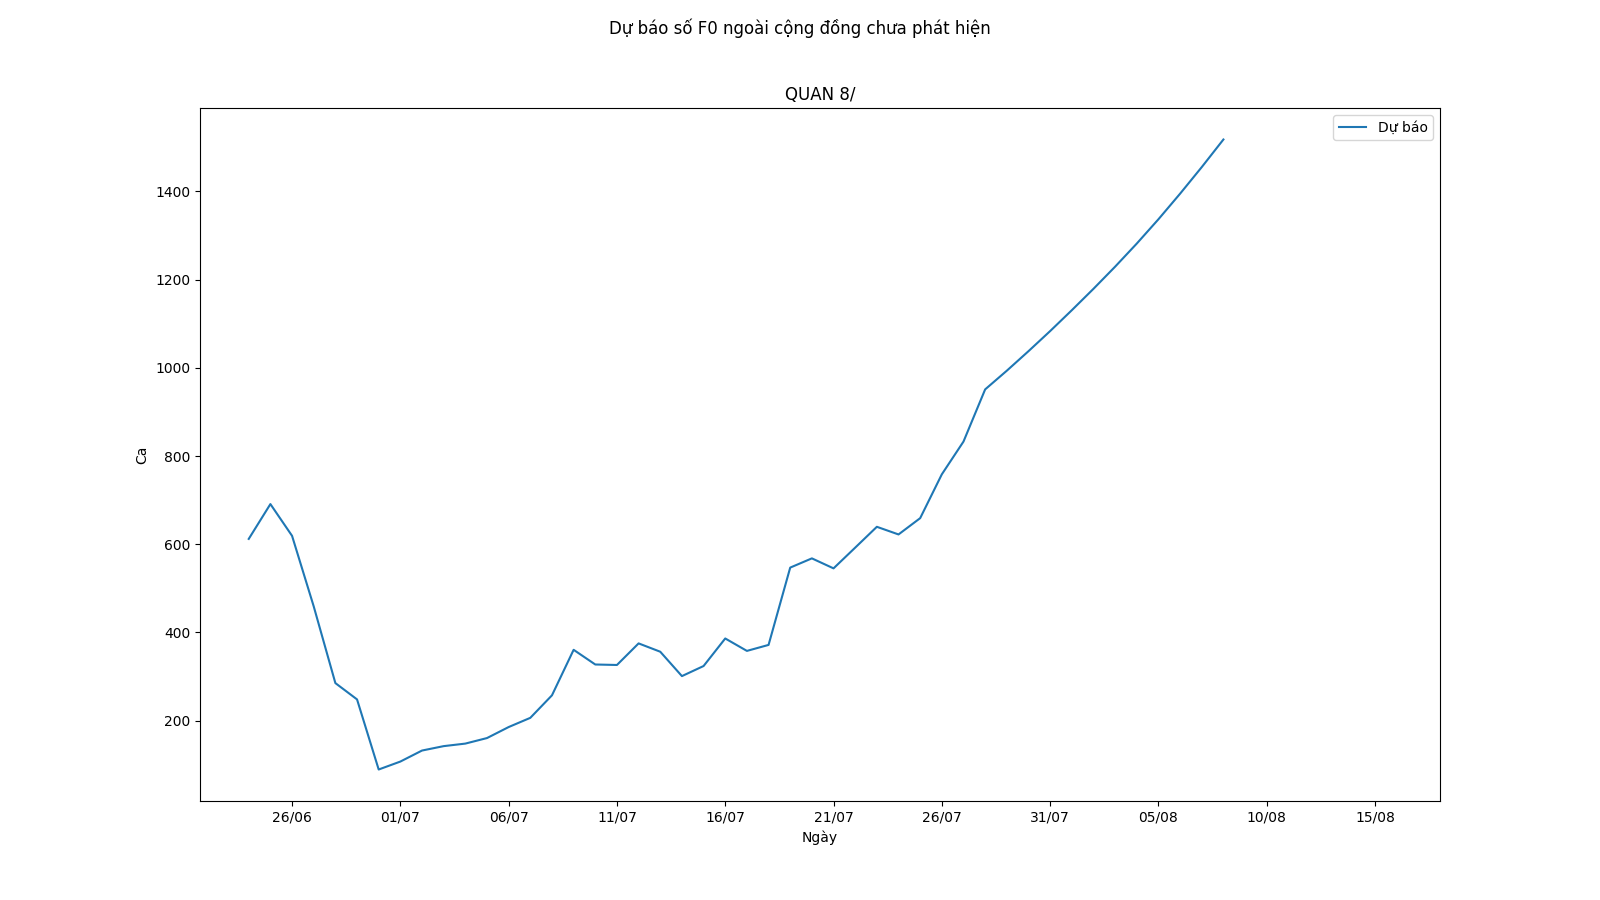 Dự báo số F0 ngoài cộng đồng chưa phát hiện
QUAN 8/
Dự báo
1400
1200
1000
800
600
400
200
Ca
26/06 01/07 06/07 11/07 16/07 21/07 26/07 31/07 05/08 10/08 15/08
Ngày